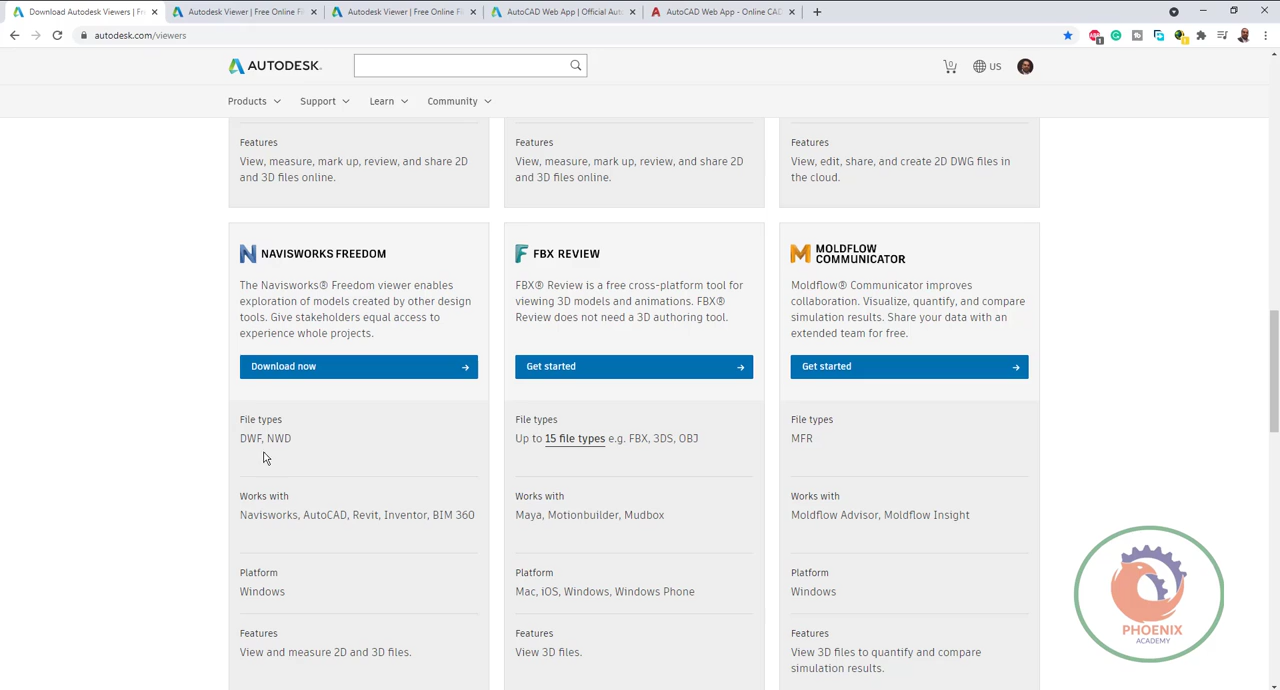 Download Autodesk Viewers | Fr
Autodesk Viewer | Free Online Fi
Autodesk Viewer | Free Online Fi
AutoCAD Web App | Official Aut
AutoCAD Web App - Online CAD
autodesk.com/viewers
AUTODESK
0
US
Products
Support
Learn
Community
Features
View, measure, mark up, review, and share 2D
and 3D files online.
Features
View, measure, mark up, review, and share 2D
and 3D files online.
Features
View, edit, share, and create 2D DWG files in
the cloud.
NAVISWORKS FREEDOM
The Navisworks® Freedom viewer enables
exploration of models created by other design
tools. Give stakeholders equal access to
experience whole projects.
Download now
File types
DWF, NWD
Works with
Navisworks, AutoCAD, Revit, Inventor, BIM 360
Platform
Windows
Features
View and measure 2D and 3D files.
FBX REVIEW
FBX® Review is a free cross-platform tool for
viewing 3D models and animations. FBX®
Review does not need a 3D authoring tool.
Get started
File types
Up to 15 file types e.g. FBX, 3DS, OBJ
Works with
Maya, Motionbuilder, Mudbox
Platform
Mac, iOS, Windows, Windows Phone
Features
View 3D files.
MOLDFLOW
COMMUNICATOR
Moldflow® Communicator improves
collaboration. Visualize, quantify, and compare
simulation results. Share your data with an
extended team for free.
Get started
File types
MFR
Works with
Moldflow Advisor, Moldflow Insight
Platform
Windows
Features
View 3D files to quantify and compare
simulation results.
PHOENIX
ACADEMY